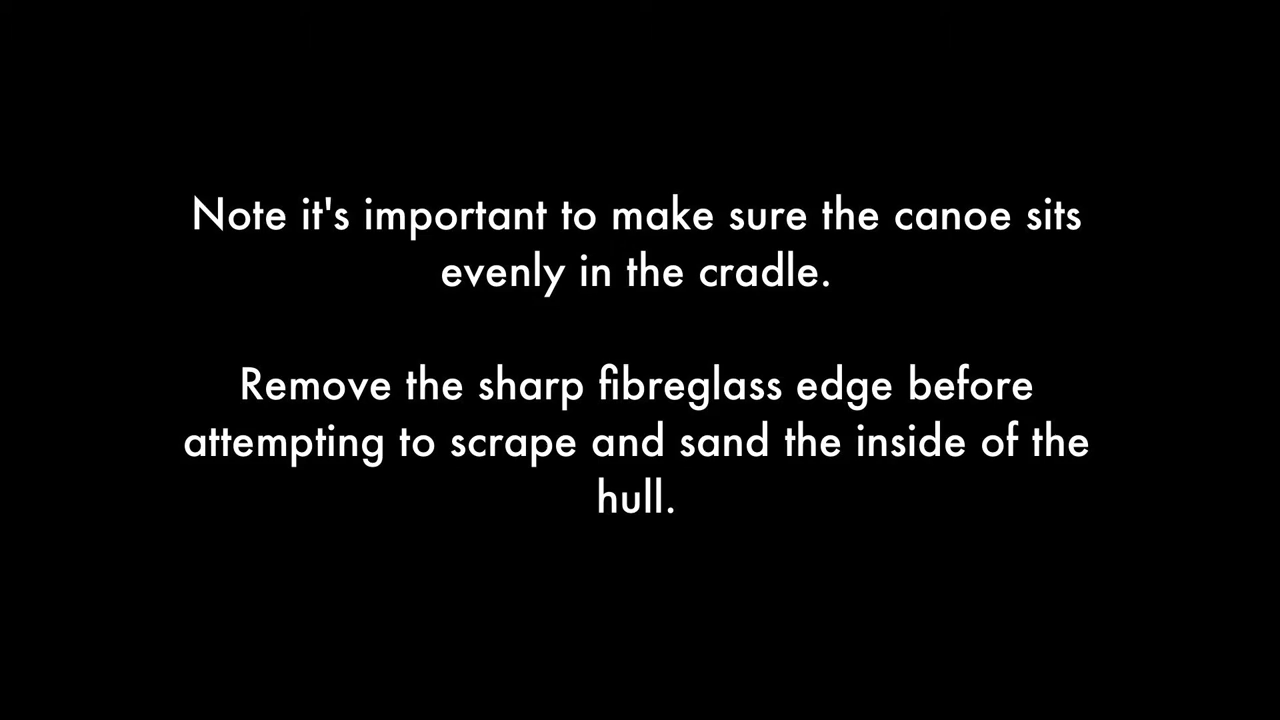 Note it's important to make sure the canoe sits
evenly in the cradle.
Remove the sharp fibreglass edge before
attempting to scrape and sand the inside of the
hull.